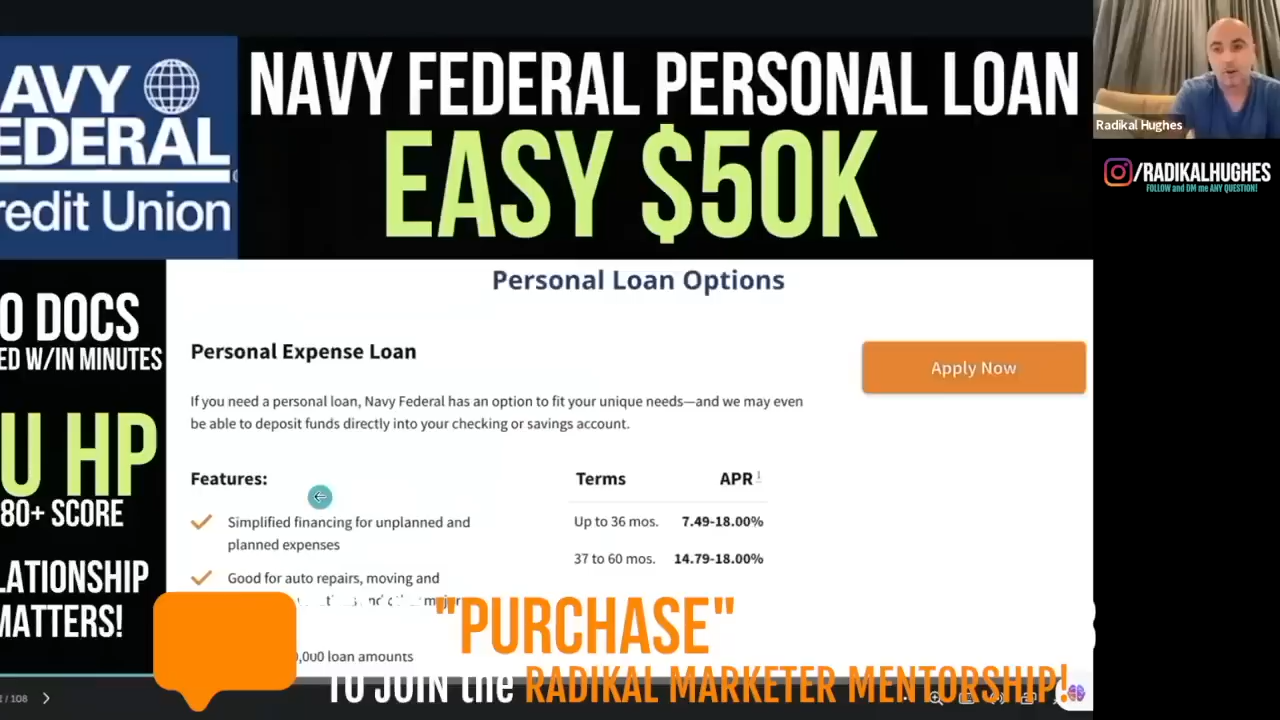 AVY
EDERAL
redit Union
NAVY FEDERAL PERSONAL LOAN
EASY $50K
Radikal Hughes
/RADIKALHUGHES
FOLLOW and DM me ANY QUESTION!
O DOCS
ED W/IN MINUTES
U HP
80+ SCORE
LATIONSHIP
MATTERS!
Personal Loan Options
Personal Expense Loan
Apply Now
If you need a personal loan, Navy Federal has an option to fit your unique needs—and we may even
be able to deposit funds directly into your checking or savings account.
Features:
Simplified financing for unplanned and
planned expenses
Good for auto repairs, moving and
loan amounts
Terms APR 1
Up to 36 mos. 7.49-18.00%
37 to 60 mos. 14.79-18.00%
"PURCHASE"
TO JOIN the RADIKAL MARKETER MENTORSHIP!
/ 108